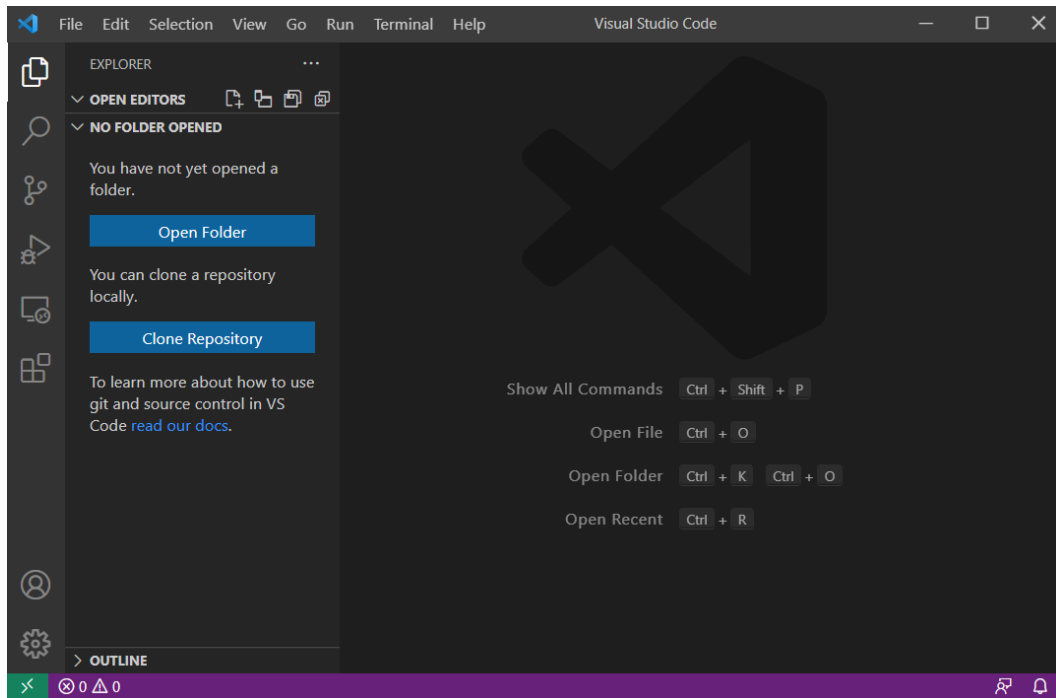 File Edit Selection View Go Run Terminal Help Visual Studio Code
EXPLORER
OPEN EDITORS
NO FOLDER OPENED
You have not yet opened a
folder.
Open Folder
You can clone a repository
locally.
Clone Repository
To learn more about how to use
git and source control in VS
Code read our docs.
Show All Commands Ctrl + Shift + P
Open File Ctrl + O
Open Folder Ctrl + K Ctrl + O
Open Recent Ctrl + R
OUTLINE
0 0